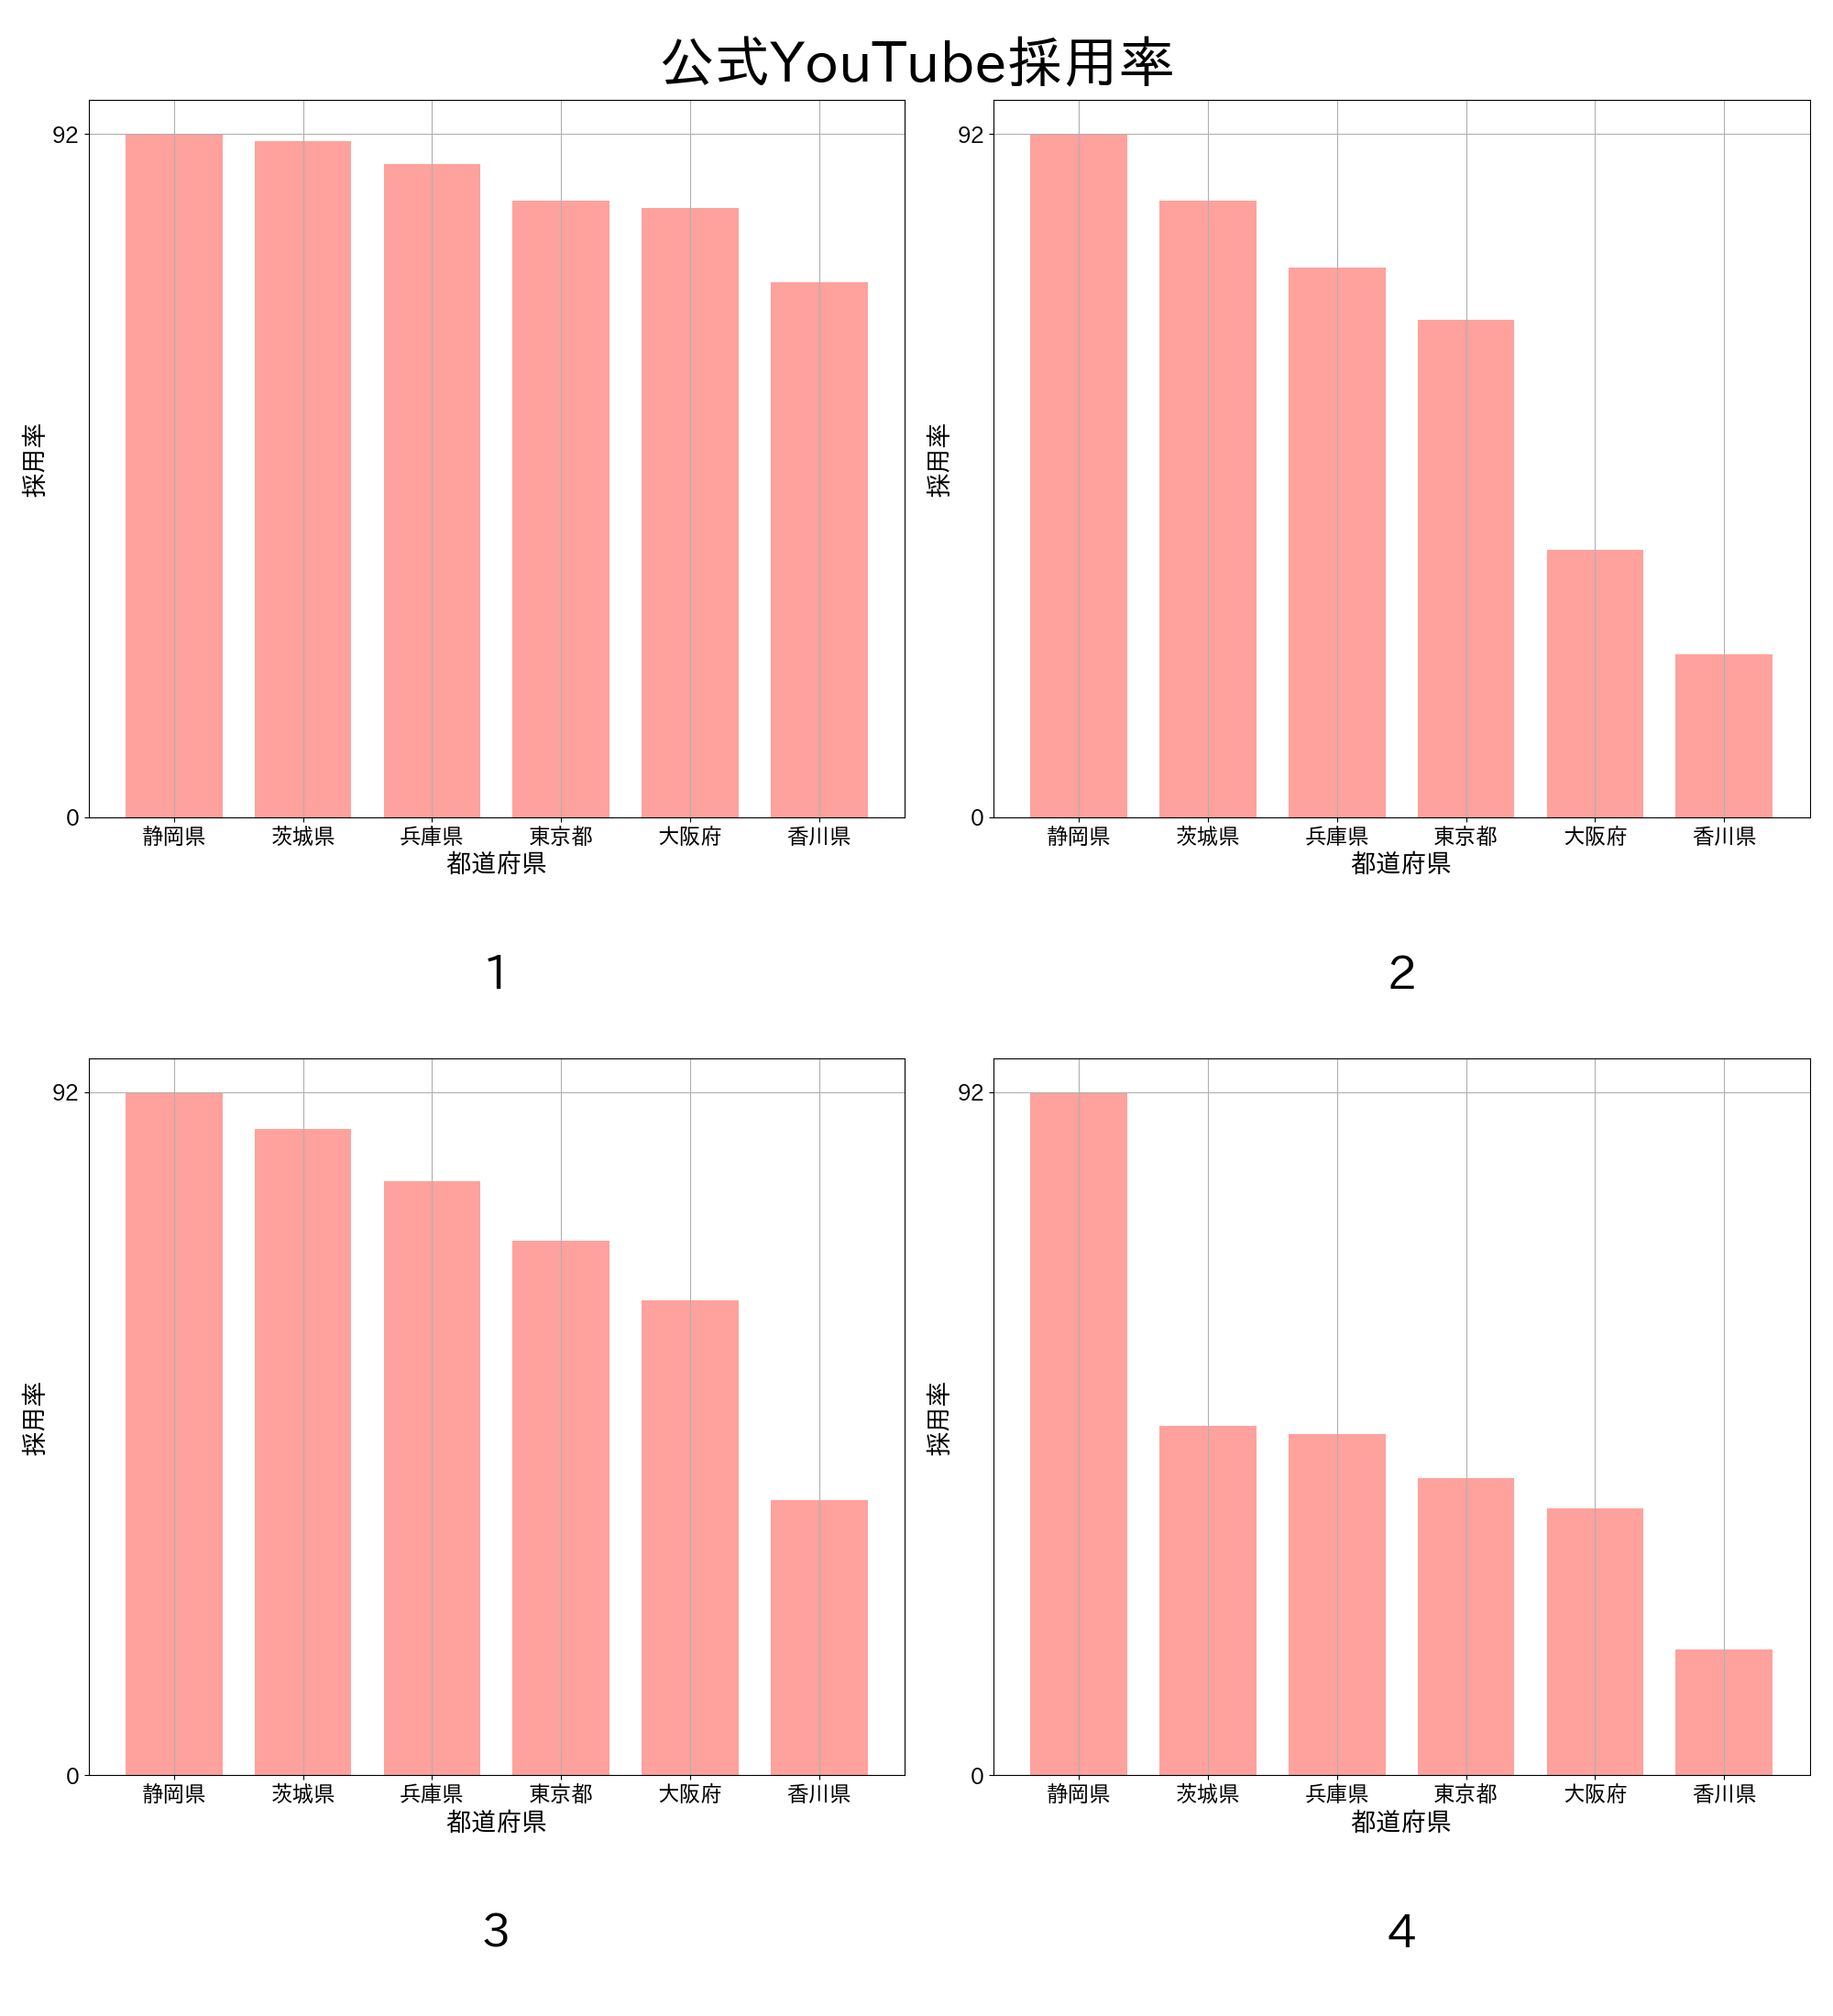 公式YouTube採用率
92
0
採用率
静岡県 茨城県 兵庫県 東京都 大阪府 香川県
都道府県
1
92
0
採用率
静岡県 茨城県 兵庫県 東京都 大阪府 香川県
都道府県
2
92
0
採用率
静岡県 茨城県 兵庫県 東京都 大阪府 香川県
都道府県
3
92
0
採用率
静岡県 茨城県 兵庫県 東京都 大阪府 香川県
都道府県
4